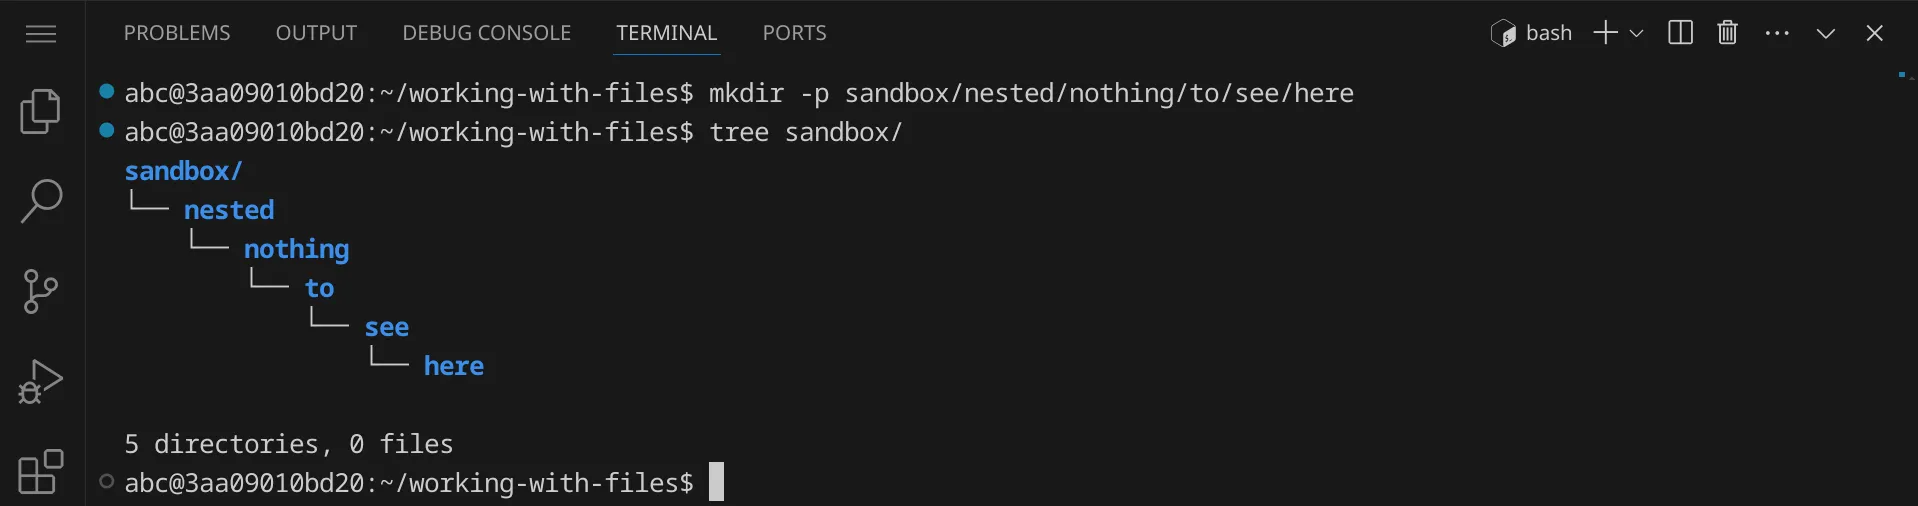 PROBLEMS OUTPUT DEBUG CONSOLE TERMINAL PORTS bash
abc@3aa09010bd20:~/working-with-files$ mkdir -p sandbox/nested/nothing/to/see/here
abc@3aa09010bd20:~/working-with-files$ tree sandbox/
sandbox/
└── nested
    └── nothing
        └── to
            └── see
                └── here
5 directories, 0 files
abc@3aa09010bd20:~/working-with-files$